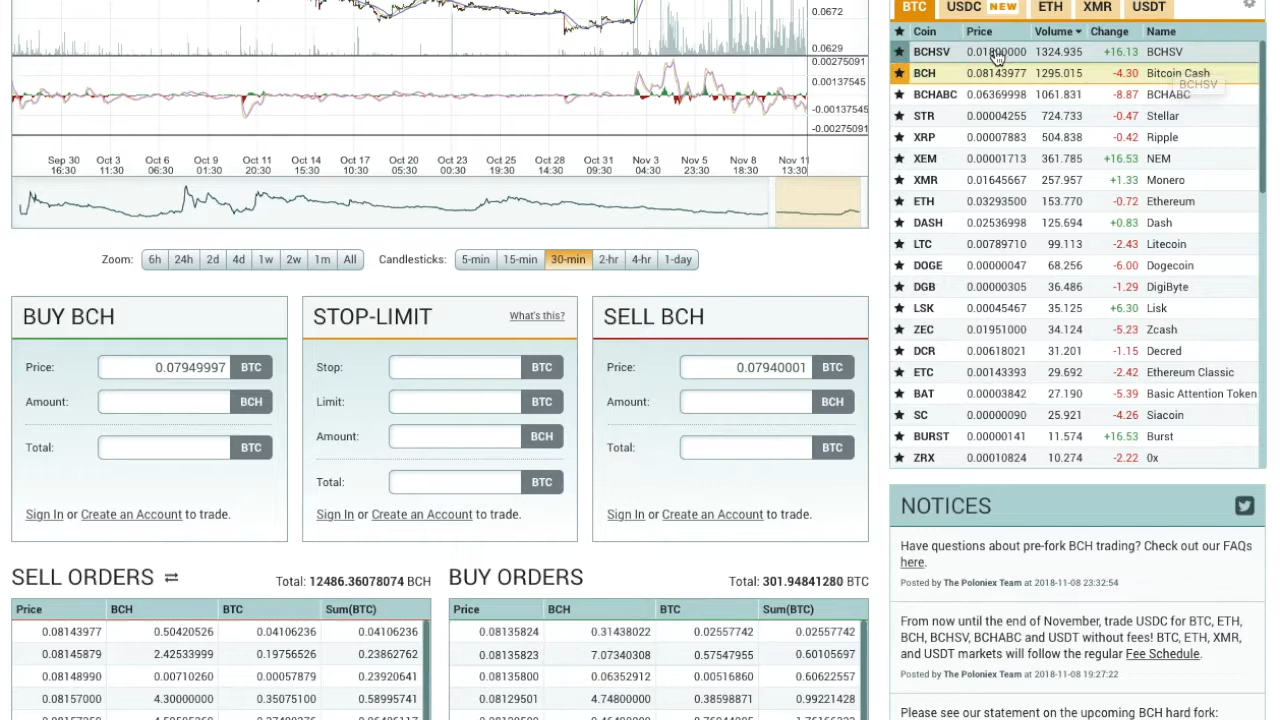 0.0672
0.0629
0.00275091
0.00137545
-0.00137545
-0.00275091
Sep 30 Oct 3 Oct 6 Oct 9 Oct 11 Oct 14 Oct 17 Oct 20 Oct 23 Oct 25 Oct 28 Oct 31 Nov 3 Nov 5 Nov 8 Nov 11
16:30 11:30 06:30 01:30 20:30 15:30 10:30 05:30 00:30 19:30 14:30 09:30 04:30 23:30 18:30 13:30
Zoom: 6h 24h 2d 4d 1w 2w 1m All Candlesticks: 5-min 15-min 30-min 2-hr 4-hr 1-day
BUY BCH
Price: 0.07949997 BTC
Amount: BCH
Total: BTC
Sign In or Create an Account to trade.
STOP-LIMIT What's this?
Stop: BTC
Limit: BTC
Amount: BCH
Total: BTC
Sign In or Create an Account to trade.
SELL BCH
Price: 0.07940001 BTC
Amount: BCH
Total: BTC
Sign In or Create an Account to trade.
SELL ORDERS Total: 12486.36078074 BCH
Price BCH BTC Sum(BTC)
0.08143977 0.50420526 0.04106236 0.04106236
0.08145879 2.42533999 0.19756526 0.23862762
0.08148990 0.00710260 0.00057879 0.23920641
0.08157000 4.30000000 0.35075100 0.58995741
BUY ORDERS Total: 301.94841280 BTC
Price BCH BTC Sum(BTC)
0.08135824 0.31438022 0.02557742 0.02557742
0.08135823 7.07340308 0.57547955 0.60105697
0.08135800 0.06352912 0.00516860 0.60622557
0.08129501 4.74800000 0.38598871 0.99221428
BTC USDC NEW ETH XMR USDT
Coin Price Volume Change Name
BCHSV 0.01800000 1324.935 +16.13 BCHSV
BCH 0.08143977 1295.015 -4.30 Bitcoin Cash
BCHSV
BCHABC 0.06369998 1061.831 -8.87 BCHABC
STR 0.00004255 724.733 -0.47 Stellar
XRP 0.00007883 504.838 -0.42 Ripple
XEM 0.00001713 361.785 +16.53 NEM
XMR 0.01645667 257.957 +1.33 Monero
ETH 0.03293500 153.770 -0.72 Ethereum
DASH 0.02536998 125.694 +0.83 Dash
LTC 0.00789710 99.113 -2.43 Litecoin
DOGE 0.00000047 68.256 -6.00 Dogecoin
DGB 0.00000305 36.486 -1.29 DigiByte
LSK 0.00045467 35.125 +6.30 Lisk
ZEC 0.01951000 34.124 -5.23 Zcash
DCR 0.00618021 31.201 -1.15 Decred
ETC 0.00143393 29.692 -2.42 Ethereum Classic
BAT 0.00003842 27.190 -5.39 Basic Attention Token
SC 0.00000090 25.921 -4.26 Siacoin
BURST 0.00000141 11.574 +16.53 Burst
ZRX 0.00010824 10.274 -2.22 0x
NOTICES
Have questions about pre-fork BCH trading? Check out our FAQs
here.
Posted by The Poloniex Team at 2018-11-08 23:32:54
From now until the end of November, trade USDC for BTC, ETH,
BCH, BCHSV, BCHABC and USDT without fees! BTC, ETH, XMR,
and USDT markets will follow the regular Fee Schedule.
Posted by The Poloniex Team at 2018-11-08 19:27:22
Please see our statement on the upcoming BCH hard fork: